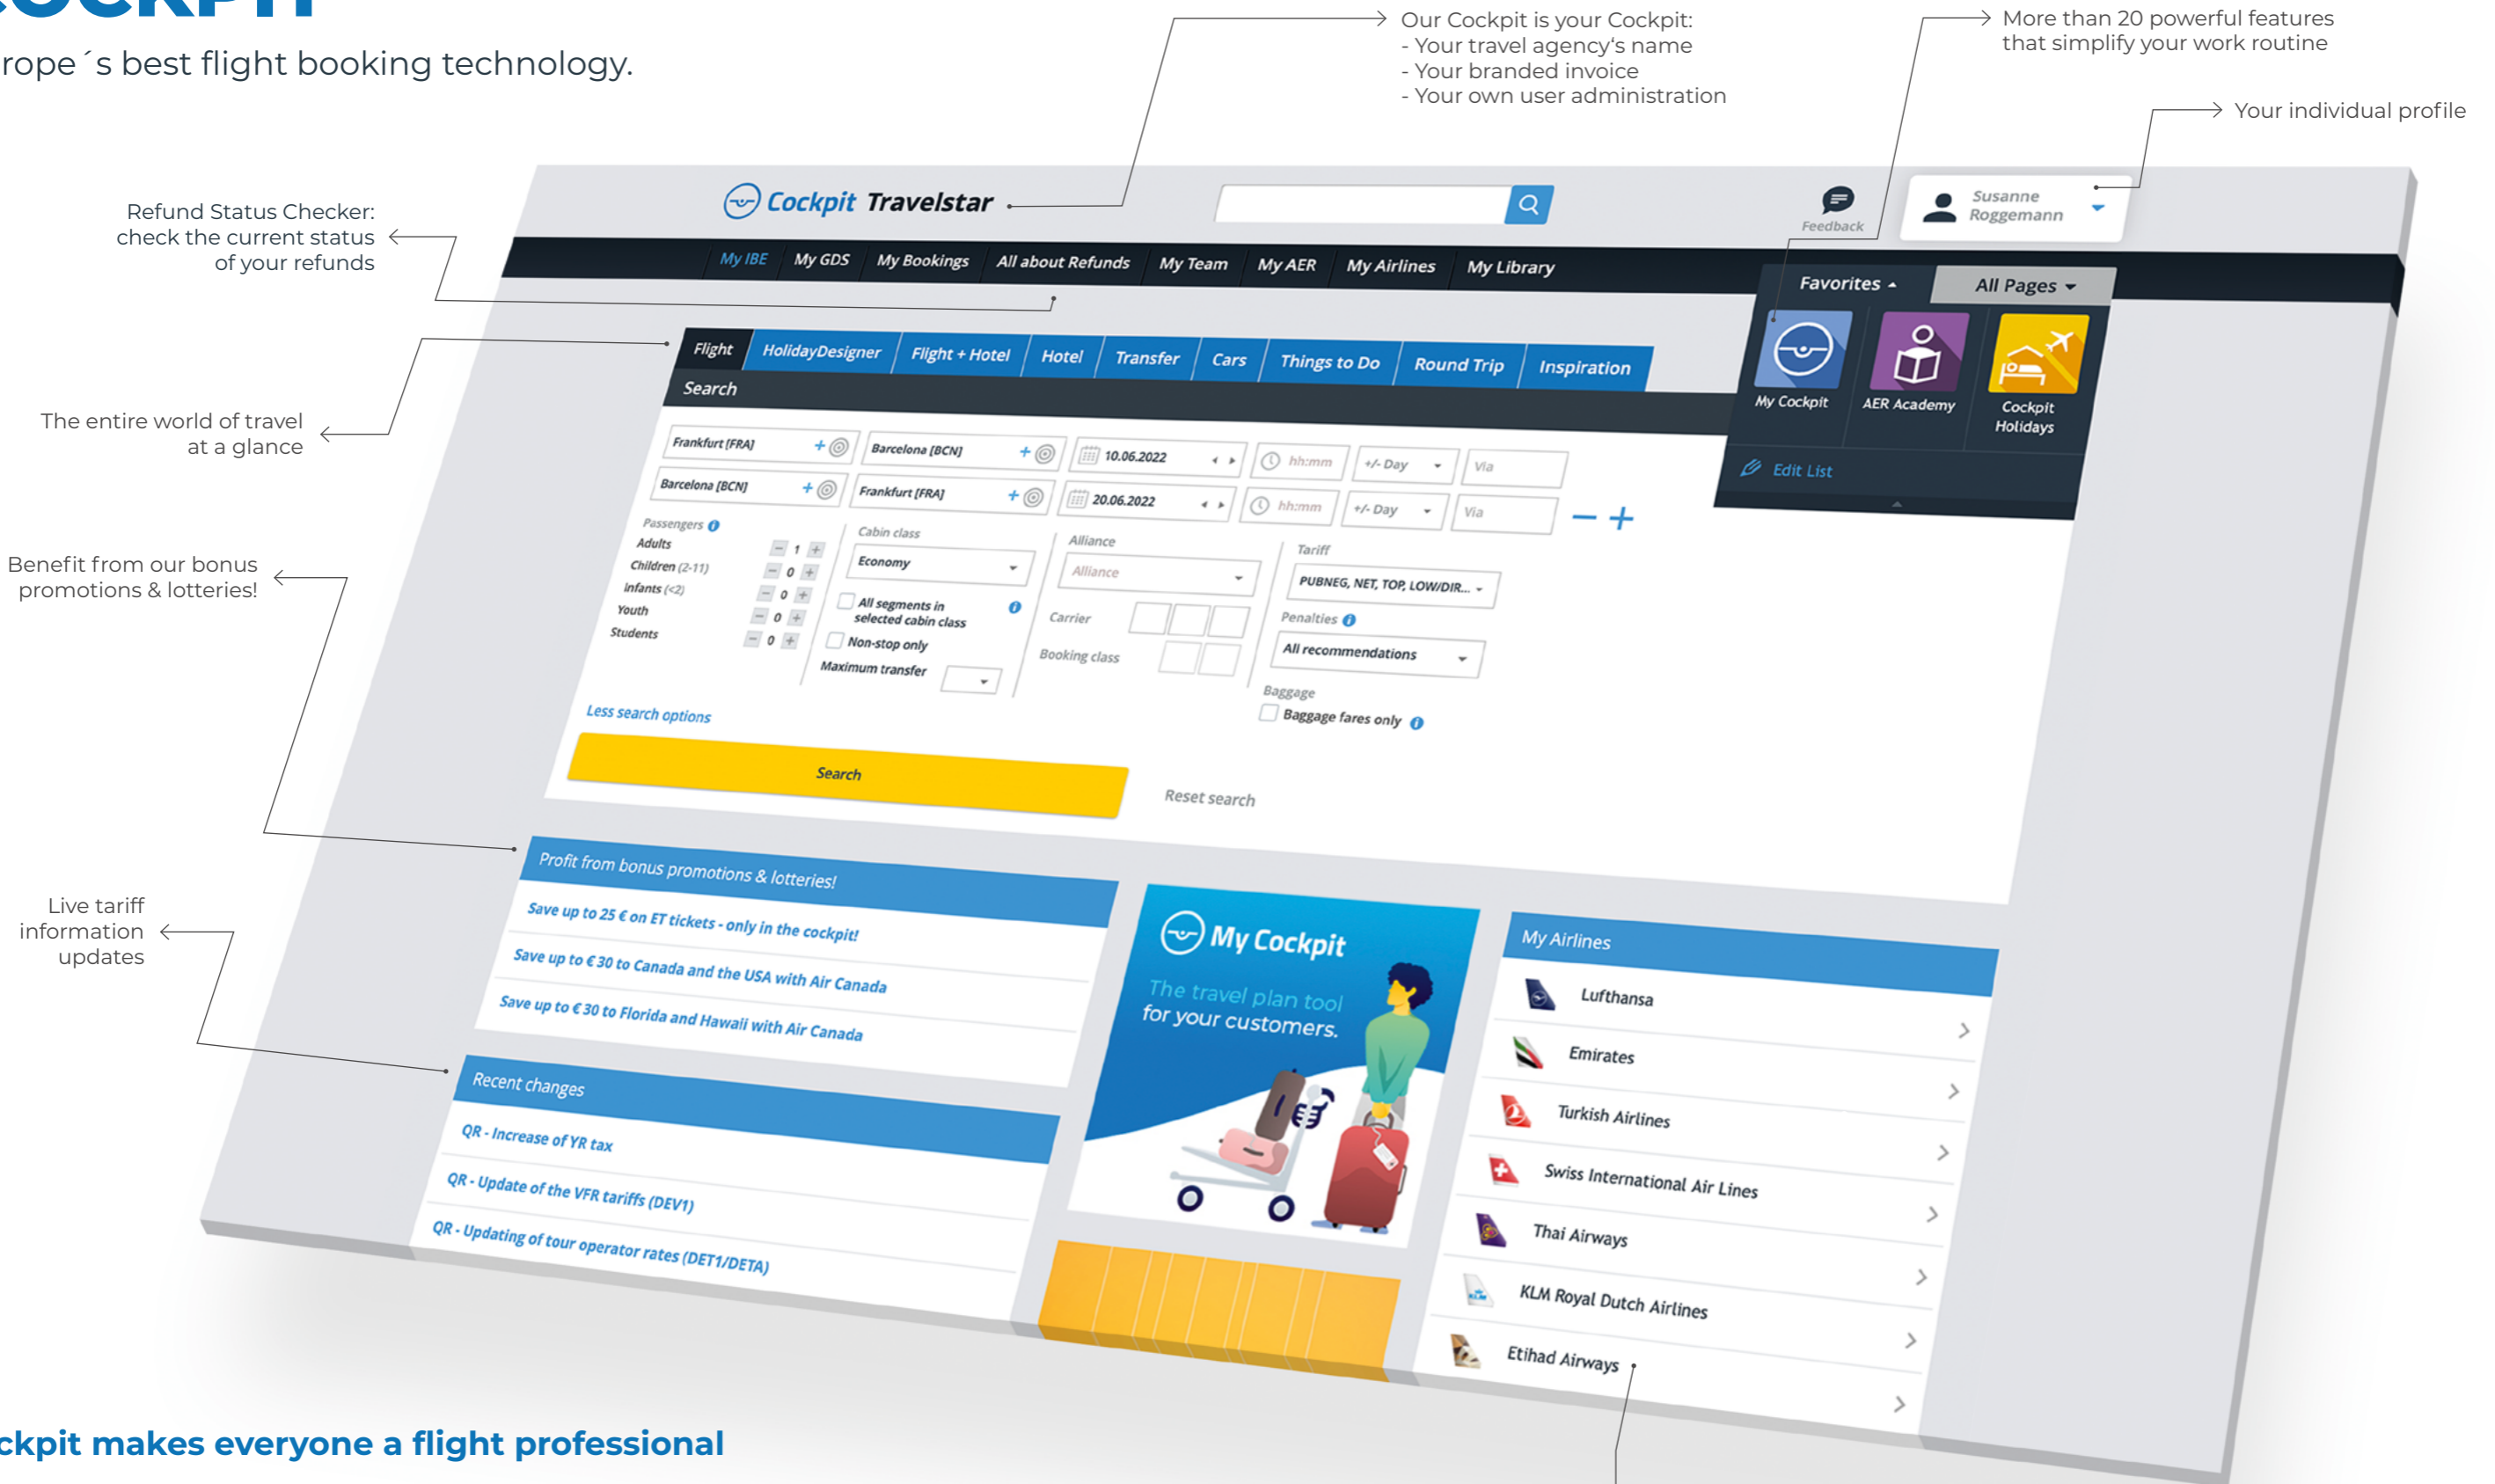 COCKPIT
rope´s best flight booking technology.
Our Cockpit is your Cockpit:
- Your travel agency‘s name
- Your branded invoice
- Your own user administration
More than 20 powerful features
that simplify your work routine
Your individual profile
Refund Status Checker:
check the current status
of your refunds
The entire world of travel
at a glance
Benefit from our bonus
promotions & lotteries!
Live tariff
information
updates
Cockpit Travelstar
Feedback
Susanne
Roggemann
My IBE My GDS My Bookings All about Refunds My Team My AER My Airlines My Library
Favorites All Pages
My Cockpit AER Academy Cockpit
Holidays
Edit List
Flight HolidayDesigner Flight + Hotel Hotel Transfer Cars Things to Do Round Trip Inspiration
Search
Frankfurt [FRA] + Barcelona [BCN] + 10.06.2022 hh:mm +/- Day Via
Barcelona [BCN] + Frankfurt [FRA] + 20.06.2022 hh:mm +/- Day Via − +
Passengers i
Adults − 1 +
Children (2-11) − 0 +
Infants (<2) − 0 +
Youth − 0 +
Students − 0 +
Cabin class
Economy
All segments in
selected cabin class i
Non-stop only
Maximum transfer
Alliance
Alliance
Carrier
Booking class
Tariff
PUBNEG, NET, TOP, LOW/DIR...
Penalties i
All recommendations
Baggage
Baggage fares only i
Less search options
Search
Reset search
Profit from bonus promotions & lotteries!
Save up to 25 € on ET tickets - only in the cockpit!
Save up to € 30 to Canada and the USA with Air Canada
Save up to € 30 to Florida and Hawaii with Air Canada
Recent changes
QR - Increase of YR tax
QR - Update of the VFR tariffs (DEV1)
QR - Updating of tour operator rates (DET1/DETA)
My Cockpit
The travel plan tool
for your customers.
My Airlines
Lufthansa
Emirates
Turkish Airlines
Swiss International Air Lines
Thai Airways
KLM
KLM Royal Dutch Airlines
Etihad Airways
ckpit makes everyone a flight professional